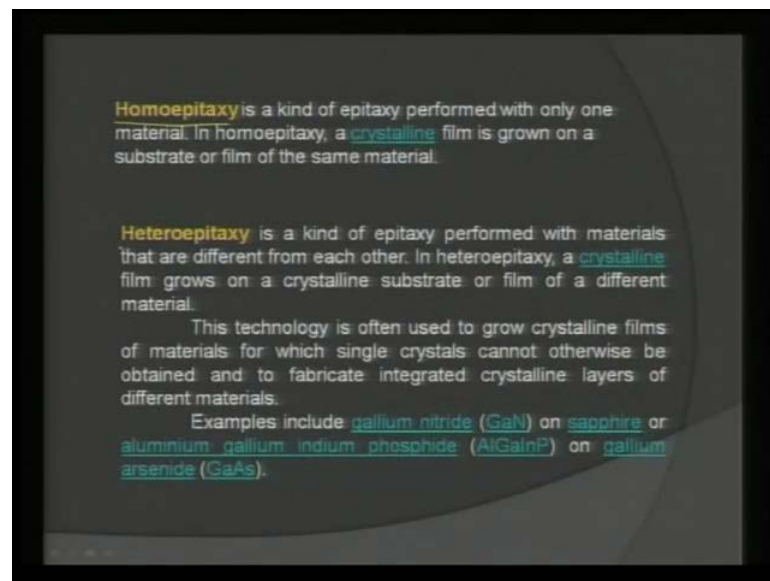 Homoepitaxy is a kind of epitaxy performed with only one
material. In homoepitaxy, a crystalline film is grown on a
substrate or film of the same material.
Heteroepitaxy is a kind of epitaxy performed with materials
that are different from each other. In heteroepitaxy, a crystalline
film grows on a crystalline substrate or film of a different
material.
This technology is often used to grow crystalline films
of materials for which single crystals cannot otherwise be
obtained and to fabricate integrated crystalline layers of
different materials.
Examples include gallium nitride (GaN) on sapphire or
aluminium gallium indium phosphide (AlGaInP) on gallium
arsenide (GaAs).